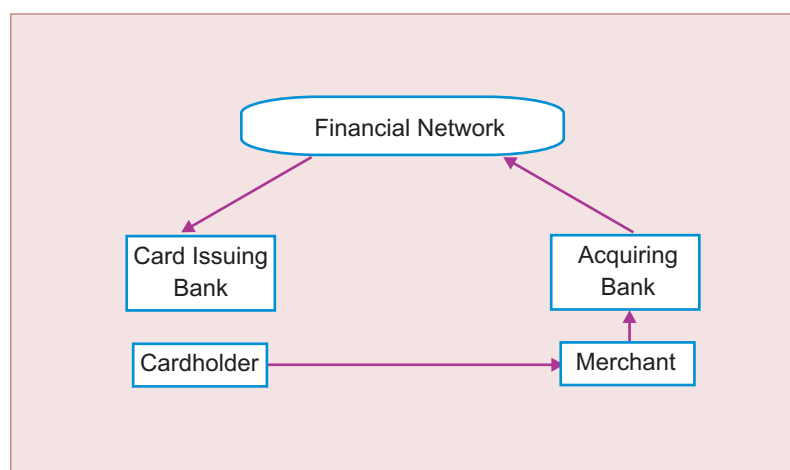 Financial Network
Card Issuing
Bank
Acquiring
Bank
Cardholder
Merchant